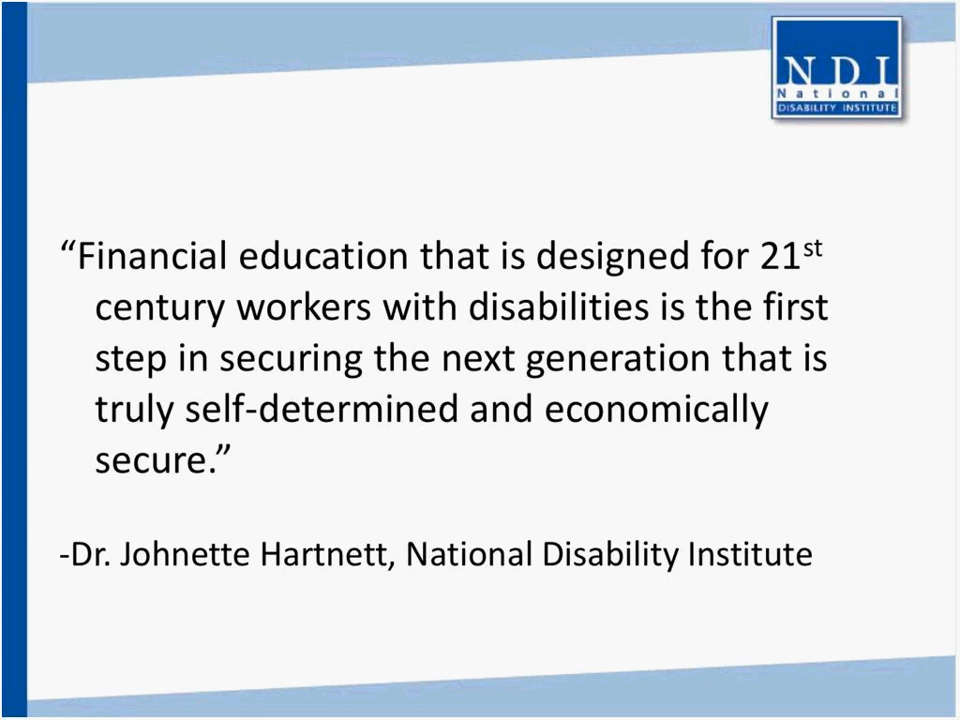 NDI
National
DISABILITY INSTITUTE
“Financial education that is designed for 21st
century workers with disabilities is the first
step in securing the next generation that is
truly self-determined and economically
secure.”
-Dr. Johnette Hartnett, National Disability Institute